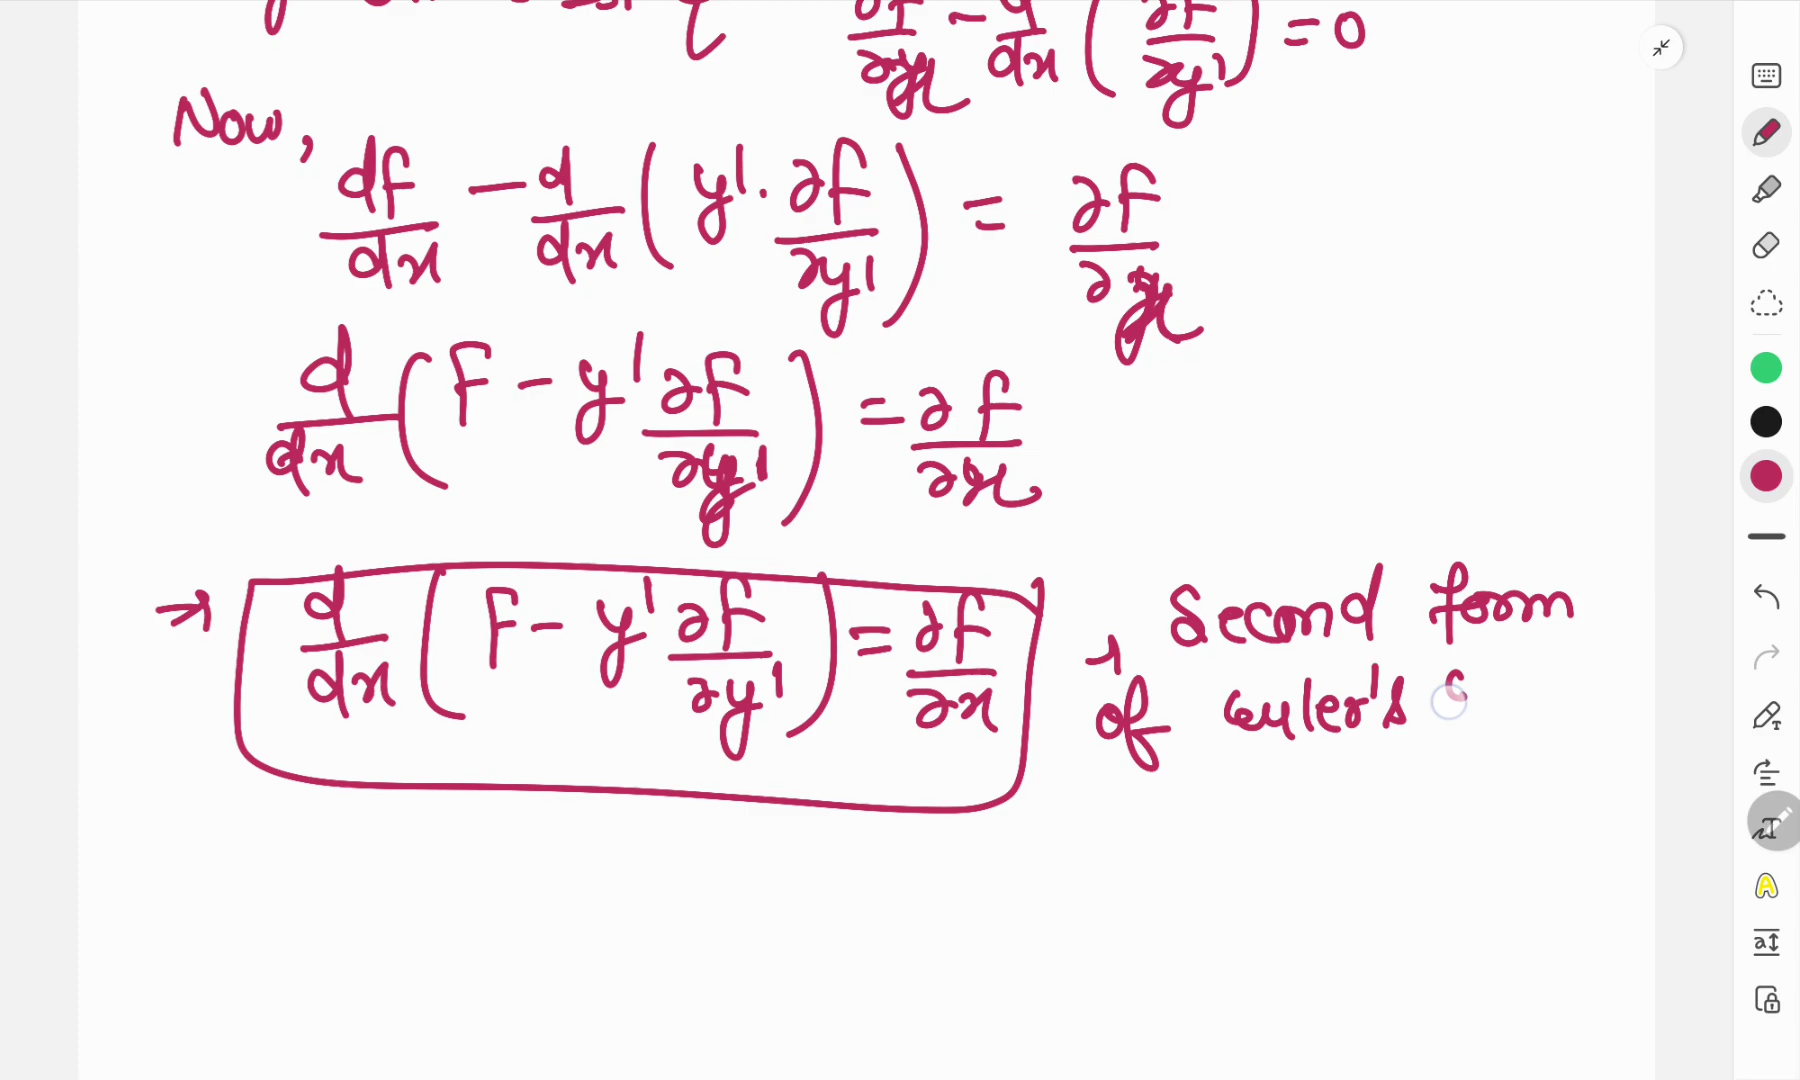 ∂F/∂y - d/dx (∂F/∂y') = 0
Now,
df/dx - d/dx (y' · ∂F/∂y') = ∂F/∂x
d/dx (F - y' ∂F/∂y') = ∂F/∂x
→ d/dx (F - y' ∂F/∂y') = ∂F/∂x → Second form
of euler's